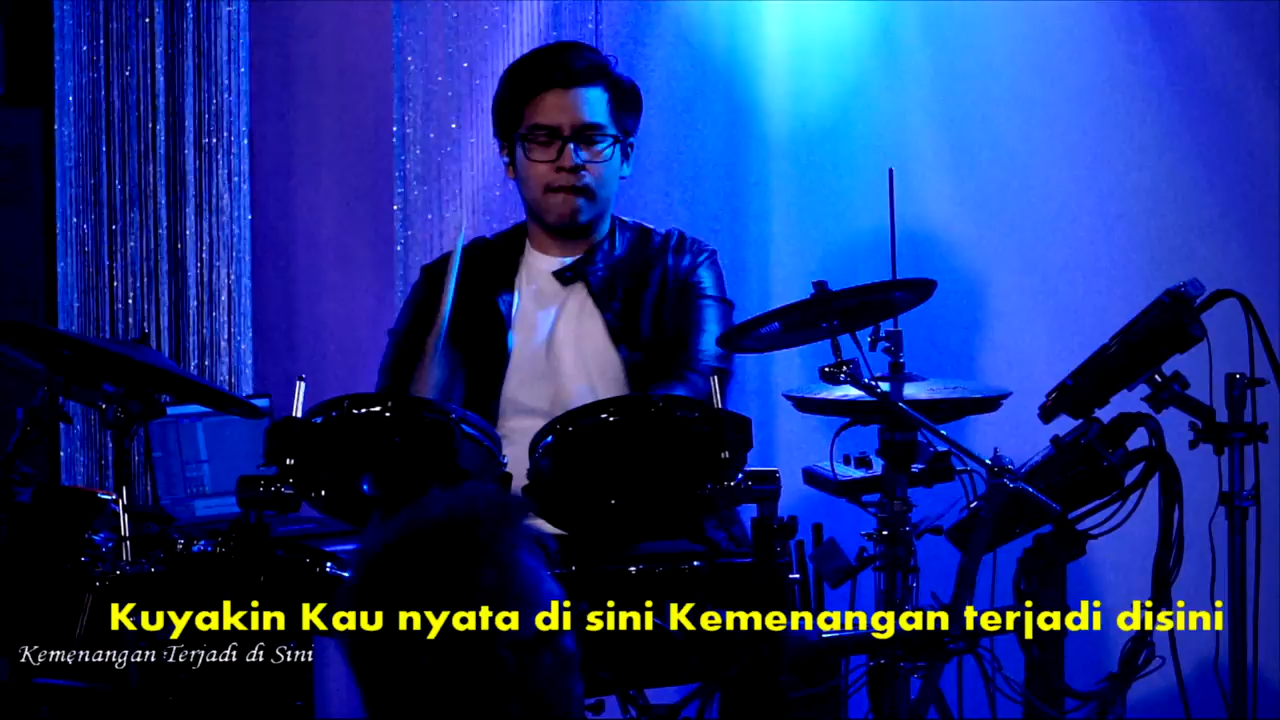 Kuyakin Kau nyata di sini Kemenangan terjadi disini
Kemenangan Terjadi di Sini